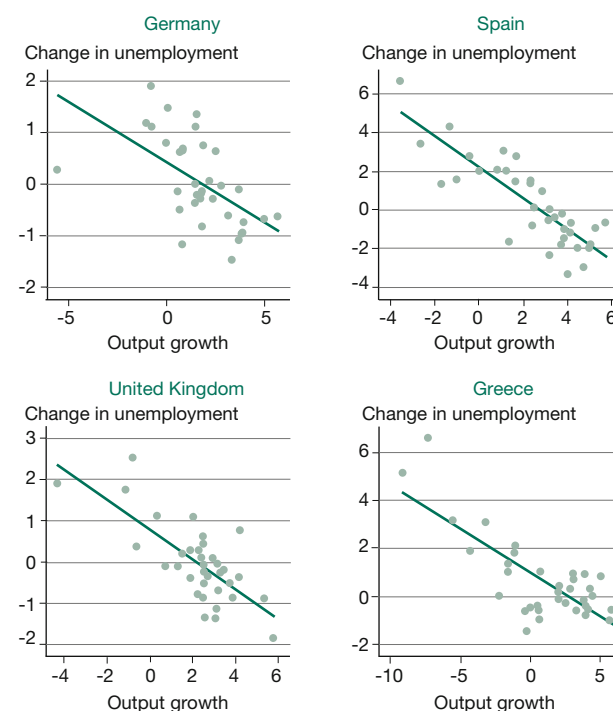 Germany
Change in unemployment
2
1
0
-1
-2
-5 0 5
Output growth
Spain
Change in unemployment
6
4
2
0
-2
-4
-4 -2 0 2 4 6
Output growth
United Kingdom
Change in unemployment
3
2
1
0
-1
-2
-4 -2 0 2 4 6
Output growth
Greece
Change in unemployment
6
4
2
0
-2
-10 -5 0 5
Output growth